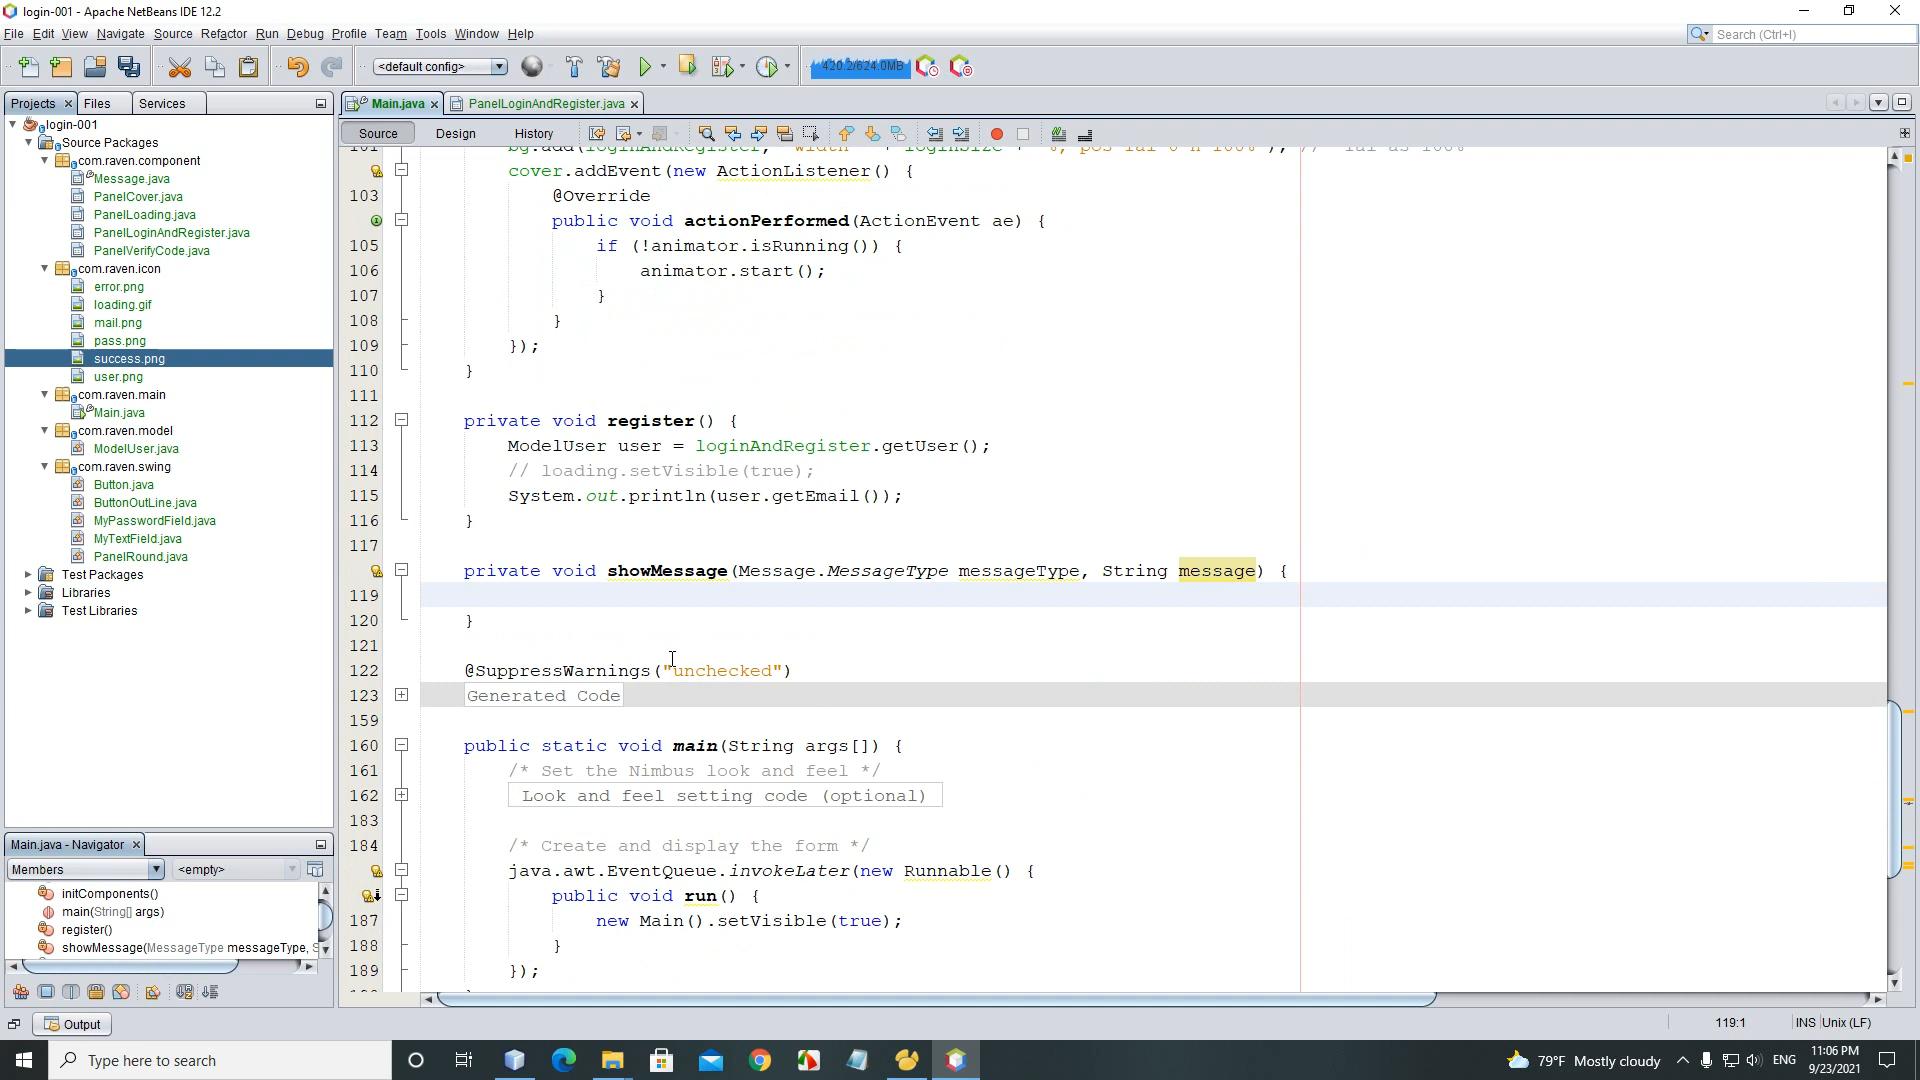 login-001 - Apache NetBeans IDE 12.2
File Edit View Navigate Source Refactor Run Debug Profile Team Tools Window Help
Search (Ctrl+I)
<default config>
420.2/624.0MB
Projects Files Services
Main.java PanelLoginAndRegister.java
Source Design History
login-001
Source Packages
com.raven.component
Message.java
PanelCover.java
PanelLoading.java
PanelLoginAndRegister.java
PanelVerifyCode.java
com.raven.icon
error.png
loading.gif
mail.png
pass.png
success.png
user.png
com.raven.main
Main.java
com.raven.model
ModelUser.java
com.raven.swing
Button.java
ButtonOutLine.java
MyPasswordField.java
MyTextField.java
PanelRound.java
Test Packages
Libraries
Test Libraries
Main.java - Navigator
Members <empty>
initComponents()
main(String[] args)
register()
showMessage(MessageType messageType, S
Output
cover.addEvent(new ActionListener() {
103 @Override
public void actionPerformed(ActionEvent ae) {
105 if (!animator.isRunning()) {
106 animator.start();
107 }
108 }
109 });
110 }
111
112 private void register() {
113 ModelUser user = loginAndRegister.getUser();
114 // loading.setVisible(true);
115 System.out.println(user.getEmail());
116 }
117
private void showMessage(Message.MessageType messageType, String message) {
119
120 }
121
122 @SuppressWarnings("unchecked")
123 Generated Code
159
160 public static void main(String args[]) {
161 /* Set the Nimbus look and feel */
162 Look and feel setting code (optional)
183
184 /* Create and display the form */
java.awt.EventQueue.invokeLater(new Runnable() {
public void run() {
187 new Main().setVisible(true);
188 }
189 });
119:1 INS Unix (LF)
Type here to search
79°F Mostly cloudy ENG
11:06 PM
9/23/2021